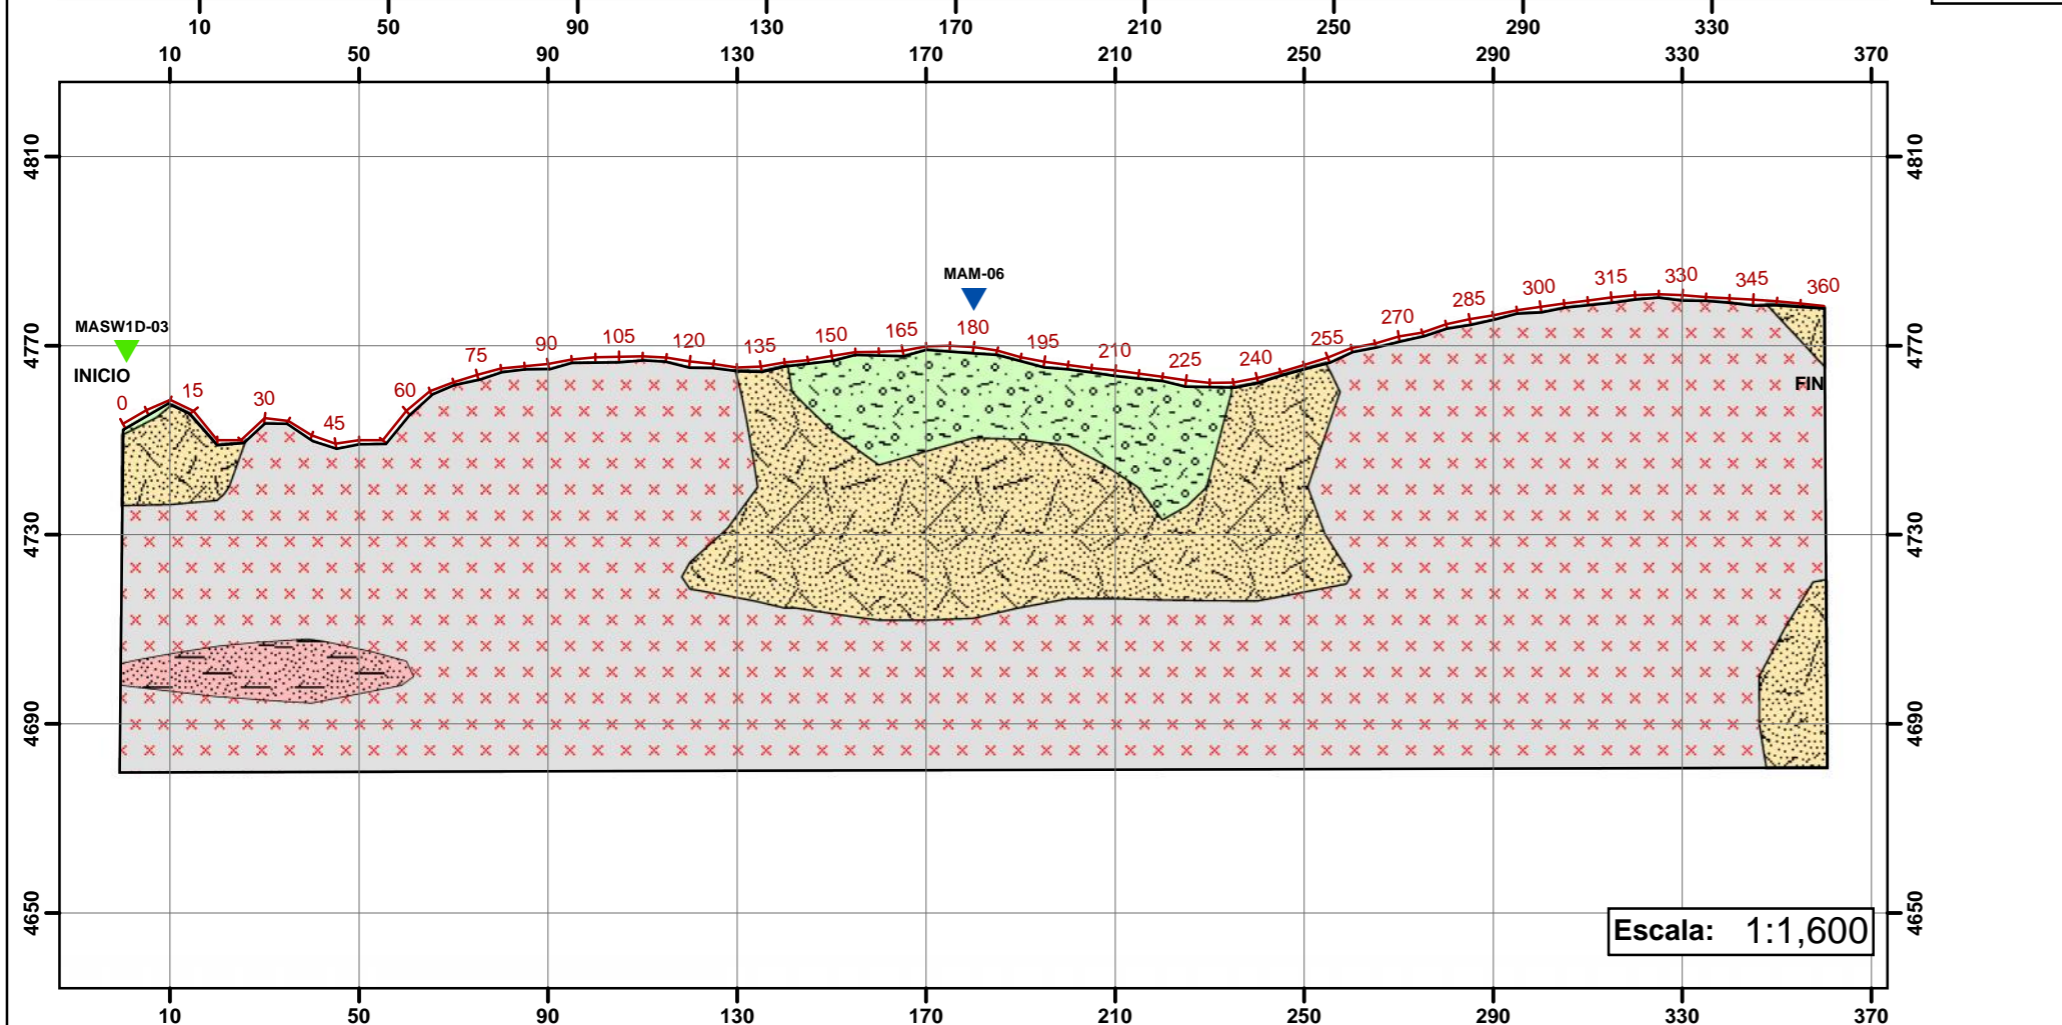 10 50 90 130 170 210 250 290 330
10 50 90 130 170 210 250 290 330 370
4810 4810
MAM-06
MASW1D-03
INICIO
4770 4770
0 15 30 45 60 75 90 105 120 135 150 165 180 195 210 225 240 255 270 285 300 315 330 345 360
FIN
4730 4730
4690 4690
4650 4650
Escala: 1:1,600
10 50 90 130 170 210 250 290 330 370